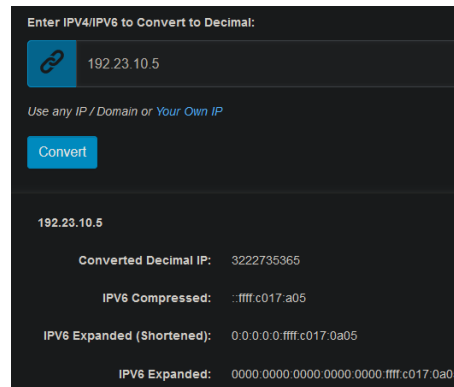 Enter IPV4/IPV6 to Convert to Decimal:
192.23.10.5
Use any IP / Domain or Your Own IP
Convert
192.23.10.5
Converted Decimal IP: 3222735365
IPV6 Compressed: ::ffff:c017:a05
IPV6 Expanded (Shortened): 0:0:0:0:0:ffff:c017:0a05
IPV6 Expanded: 0000:0000:0000:0000:0000:ffff:c017:0a0